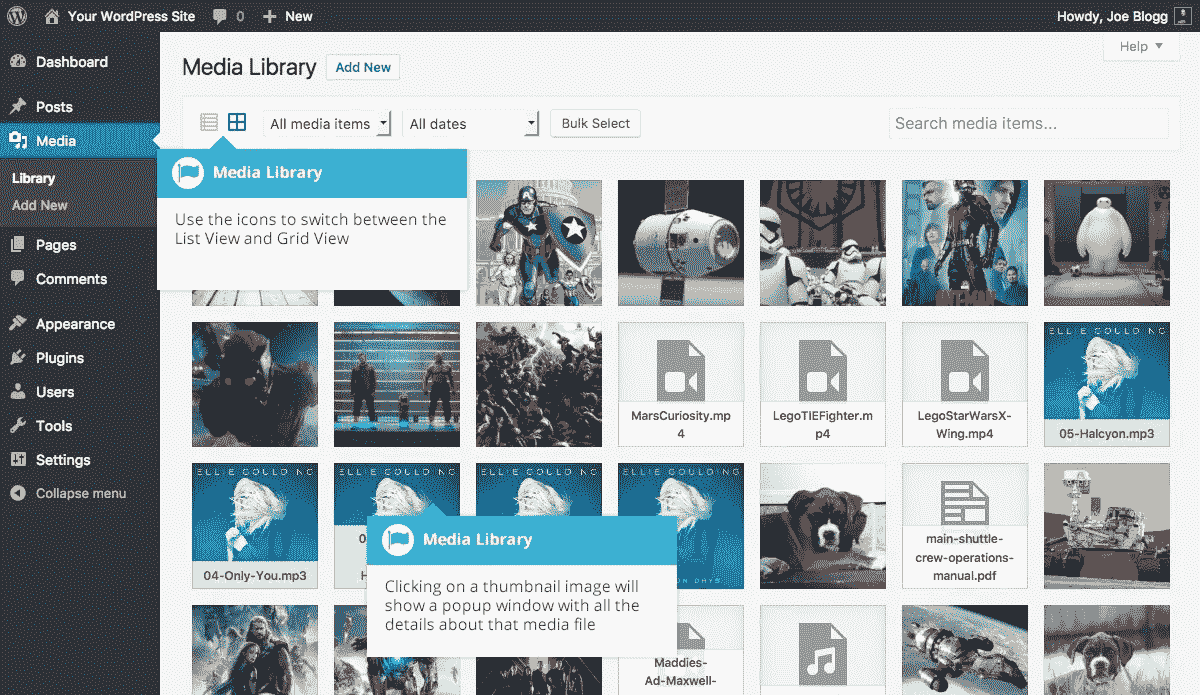 Your WordPress Site 0 New Howdy, Joe Blogg
Help
Dashboard
Posts
Media
Library
Add New
Pages
Comments
Appearance
Plugins
Users
Tools
Settings
Collapse menu
Media Library Add New
All media items All dates Bulk Select Search media items...
Media Library
Use the icons to switch between the
List View and Grid View
MarsCuriosity.mp
4
LegoTIEFighter.m
p4
LegoStarWarsX-
Wing.mp4
ELLIE GOULDING
05-Halcyon.mp3
ELLIE GOULDING
04-Only-You.mp3
ELLIE GOULDING
ELLIE GOULDING
ELLIE GOULDING
main-shuttle-
crew-operations-
manual.pdf
Media Library
Clicking on a thumbnail image will
show a popup window with all the
details about that media file
Maddies-
Ad-Maxwell-